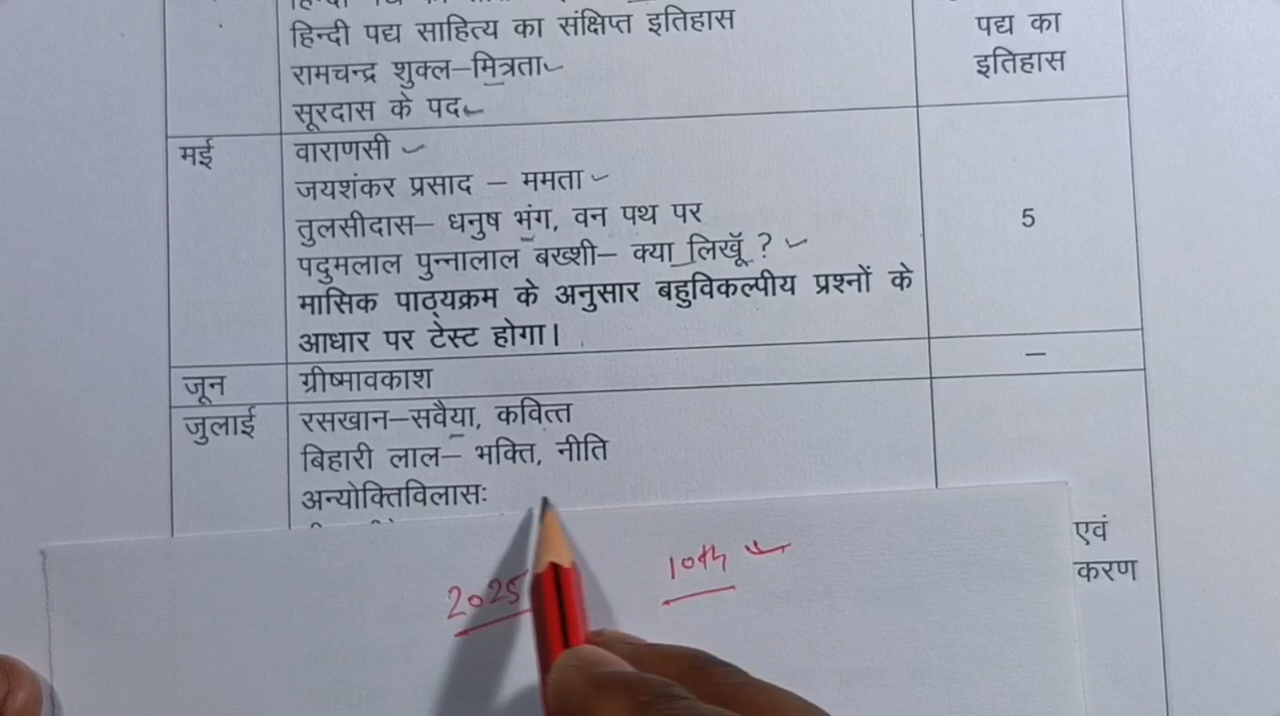 हिन्दी पद्य साहित्य का संक्षिप्त इतिहास
रामचन्द्र शुक्ल–मित्रता
सूरदास के पद
पद्य का
इतिहास
मई
वाराणसी
जयशंकर प्रसाद – ममता
तुलसीदास– धनुष भंग, वन पथ पर
पदुमलाल पुन्नालाल बख्शी– क्या लिखूॅं ?
मासिक पाठ्यक्रम के अनुसार बहुविकल्पीय प्रश्नों के
आधार पर टेस्ट होगा।
5
जून
ग्रीष्मावकाश
–
जुलाई
रसखान–सवैया, कवित्त
बिहारी लाल– भक्ति, नीति
अन्योक्तिविलासः
एवं
करण
2025
10th